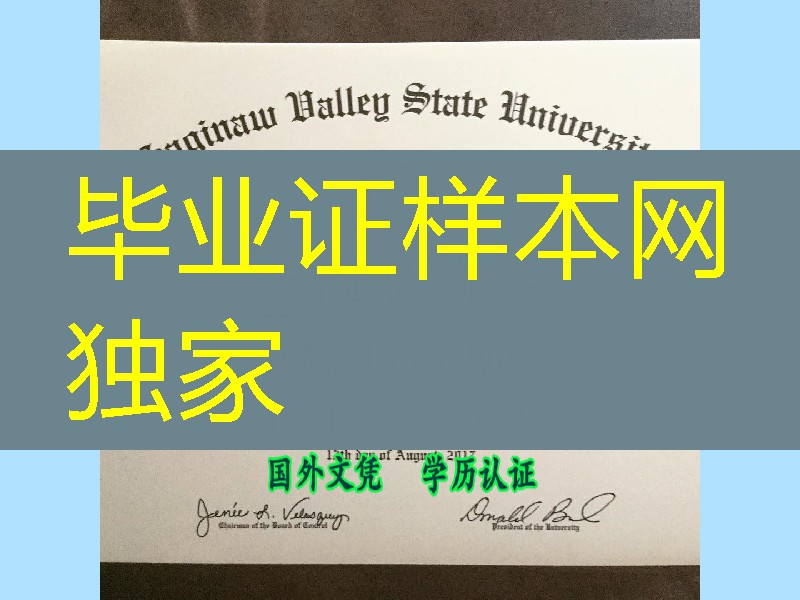 Saginaw Valley State University
毕业证样本网
独家
17th day of August 2017
国外文凭 学历认证
Chairman of the Board of Control
President of the University